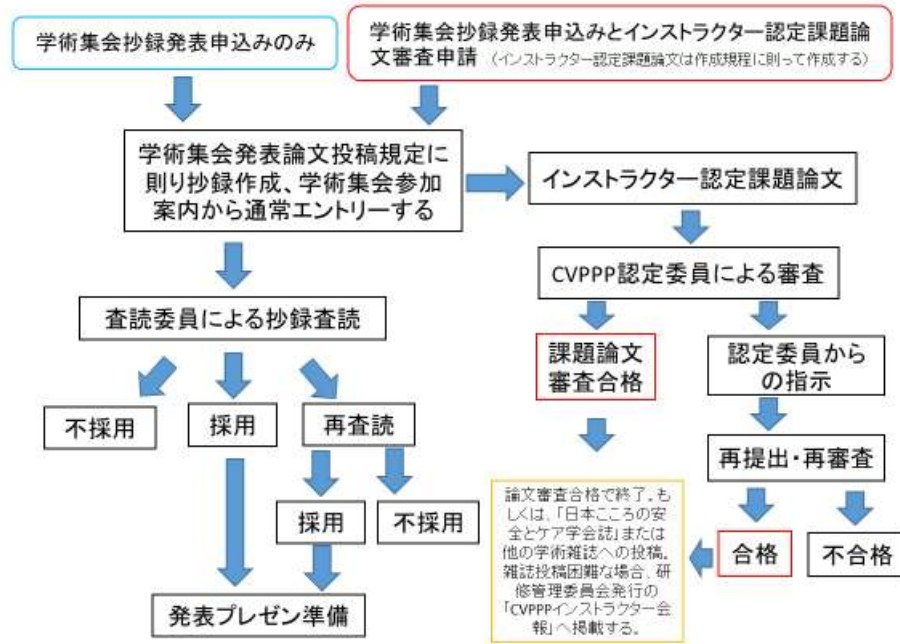 学術集会抄録発表申込みのみ
学術集会抄録発表申込みとインストラクター認定課題論
文審査申請 （インストラクター認定課題論文は作成規程に則って作成する）
学術集会発表論文投稿規定に
則り抄録作成、学術集会参加
案内から通常エントリーする
インストラクター認定課題論文
CVPPP認定委員による審査
査読委員による抄録査読
課題論文
審査合格
認定委員から
の指示
不採用
採用
再査読
再提出・再審査
採用
不採用
論文審査合格で終了。も
しくは、「日本こころの安
全とケア学会誌」または
他の学術雑誌への投稿。
雑誌投稿困難な場合、研
修管理委員会発行の
「CVPPPインストラクター会
報」へ掲載する。
合格
不合格
発表プレゼン準備